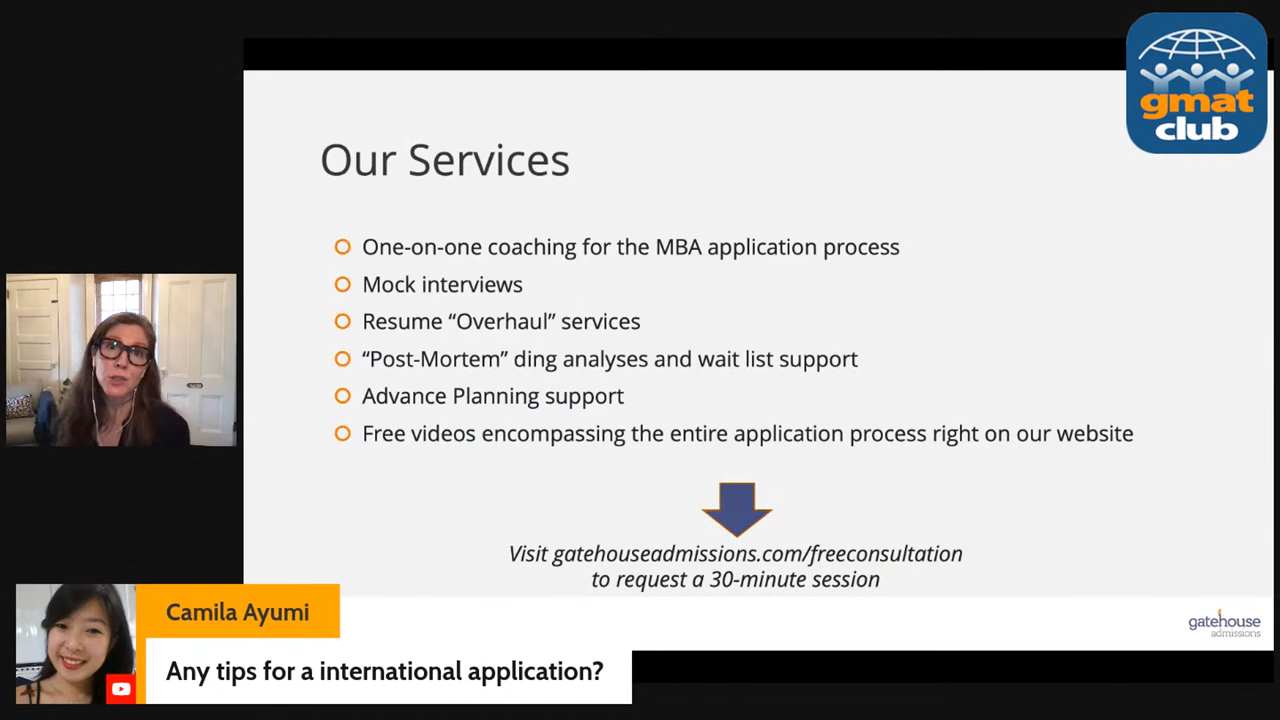 gmat
club
Our Services
One-on-one coaching for the MBA application process
Mock interviews
Resume “Overhaul” services
“Post-Mortem” ding analyses and wait list support
Advance Planning support
Free videos encompassing the entire application process right on our website
Visit gatehouseadmissions.com/freeconsultation
to request a 30-minute session
gatehouse
admissions
Camila Ayumi
Any tips for a international application?